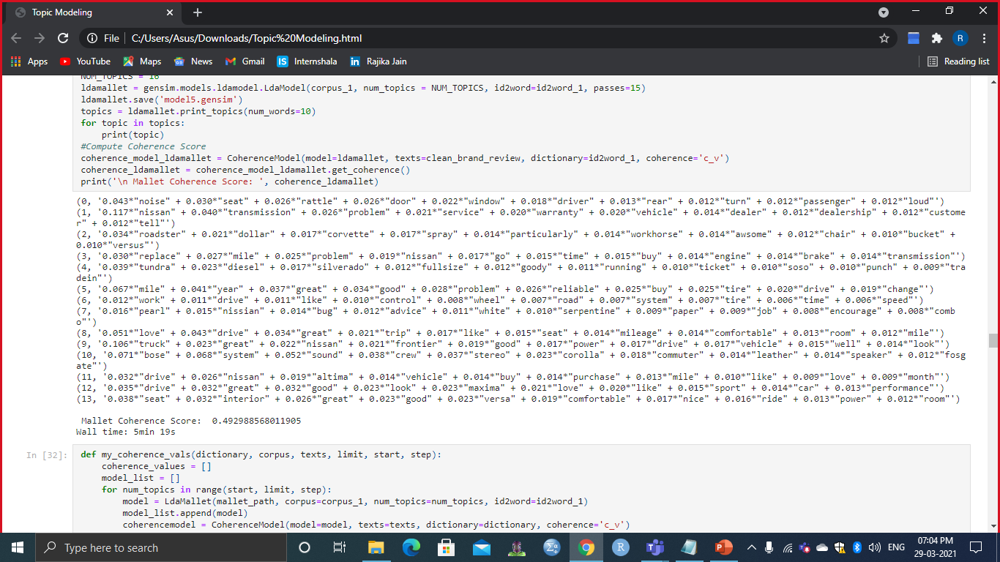 Topic Modeling
File C:/Users/Asus/Downloads/Topic%20Modeling.html
R
Apps YouTube Maps News Gmail IS Internshala in Rajika Jain Reading list
NUM_TOPICS = 16
ldamallet = gensim.models.ldamodel.LdaModel(corpus_1, num_topics = NUM_TOPICS, id2word=id2word_1, passes=15)
ldamallet.save('model5.gensim')
topics = ldamallet.print_topics(num_words=10)
for topic in topics:
    print(topic)
#Compute Coherence Score
coherence_model_ldamallet = CoherenceModel(model=ldamallet, texts=clean_brand_review, dictionary=id2word_1, coherence='c_v')
coherence_ldamallet = coherence_model_ldamallet.get_coherence()
print('\n Mallet Coherence Score: ', coherence_ldamallet)
(0, '0.043*"noise" + 0.030*"seat" + 0.026*"rattle" + 0.026*"door" + 0.022*"window" + 0.018*"driver" + 0.013*"rear" + 0.012*"turn" + 0.012*"passenger" + 0.012*"loud"')
(1, '0.117*"nissan" + 0.040*"transmission" + 0.026*"problem" + 0.021*"service" + 0.020*"warranty" + 0.020*"vehicle" + 0.014*"dealer" + 0.012*"dealership" + 0.012*"custome
r" + 0.012*"tell"')
(2, '0.034*"roadster" + 0.021*"dollar" + 0.017*"corvette" + 0.017*"spray" + 0.014*"particularly" + 0.014*"workhorse" + 0.014*"awsome" + 0.012*"chair" + 0.010*"bucket" +
0.010*"versus"')
(3, '0.030*"replace" + 0.027*"mile" + 0.025*"problem" + 0.019*"nissan" + 0.017*"go" + 0.015*"time" + 0.015*"buy" + 0.014*"engine" + 0.014*"brake" + 0.014*"transmission"')
(4, '0.039*"tundra" + 0.023*"diesel" + 0.017*"silverado" + 0.012*"fullsize" + 0.012*"goody" + 0.011*"running" + 0.010*"ticket" + 0.010*"soso" + 0.010*"punch" + 0.009*"tra
dein"')
(5, '0.067*"mile" + 0.041*"year" + 0.037*"great" + 0.034*"good" + 0.028*"problem" + 0.026*"reliable" + 0.025*"buy" + 0.025*"tire" + 0.020*"drive" + 0.019*"change"')
(6, '0.012*"work" + 0.011*"drive" + 0.011*"like" + 0.010*"control" + 0.008*"wheel" + 0.007*"road" + 0.007*"system" + 0.007*"tire" + 0.006*"time" + 0.006*"speed"')
(7, '0.016*"pearl" + 0.015*"nissian" + 0.014*"bug" + 0.012*"advice" + 0.011*"white" + 0.010*"serpentine" + 0.009*"paper" + 0.009*"job" + 0.008*"encourage" + 0.008*"comb
o"')
(8, '0.051*"love" + 0.043*"drive" + 0.034*"great" + 0.021*"trip" + 0.017*"like" + 0.015*"seat" + 0.014*"mileage" + 0.014*"comfortable" + 0.013*"room" + 0.012*"mile"')
(9, '0.106*"truck" + 0.023*"great" + 0.022*"nissan" + 0.021*"frontier" + 0.019*"good" + 0.017*"power" + 0.017*"drive" + 0.017*"vehicle" + 0.015*"well" + 0.014*"look"')
(10, '0.071*"bose" + 0.068*"system" + 0.052*"sound" + 0.038*"crew" + 0.037*"stereo" + 0.023*"corolla" + 0.018*"commuter" + 0.014*"leather" + 0.014*"speaker" + 0.012*"fosg
ate"')
(11, '0.032*"drive" + 0.026*"nissan" + 0.019*"altima" + 0.014*"vehicle" + 0.014*"buy" + 0.014*"purchase" + 0.013*"mile" + 0.010*"like" + 0.009*"love" + 0.009*"month"')
(12, '0.035*"drive" + 0.032*"great" + 0.032*"good" + 0.023*"look" + 0.023*"maxima" + 0.021*"love" + 0.020*"like" + 0.015*"sport" + 0.014*"car" + 0.013*"performance"')
(13, '0.038*"seat" + 0.032*"interior" + 0.026*"great" + 0.023*"good" + 0.023*"versa" + 0.019*"comfortable" + 0.017*"nice" + 0.016*"ride" + 0.013*"power" + 0.012*"room"')
Mallet Coherence Score:  0.492988568011905
Wall time: 5min 19s
In [32]: def my_coherence_vals(dictionary, corpus, texts, limit, start, step):
    coherence_values = []
    model_list = []
    for num_topics in range(start, limit, step):
        model = LdaMallet(mallet_path, corpus=corpus_1, num_topics=num_topics, id2word=id2word_1)
        model_list.append(model)
        coherencemodel = CoherenceModel(model=model, texts=texts, dictionary=dictionary, coherence='c_v')
Type here to search R ENG 07:04 PM
29-03-2021